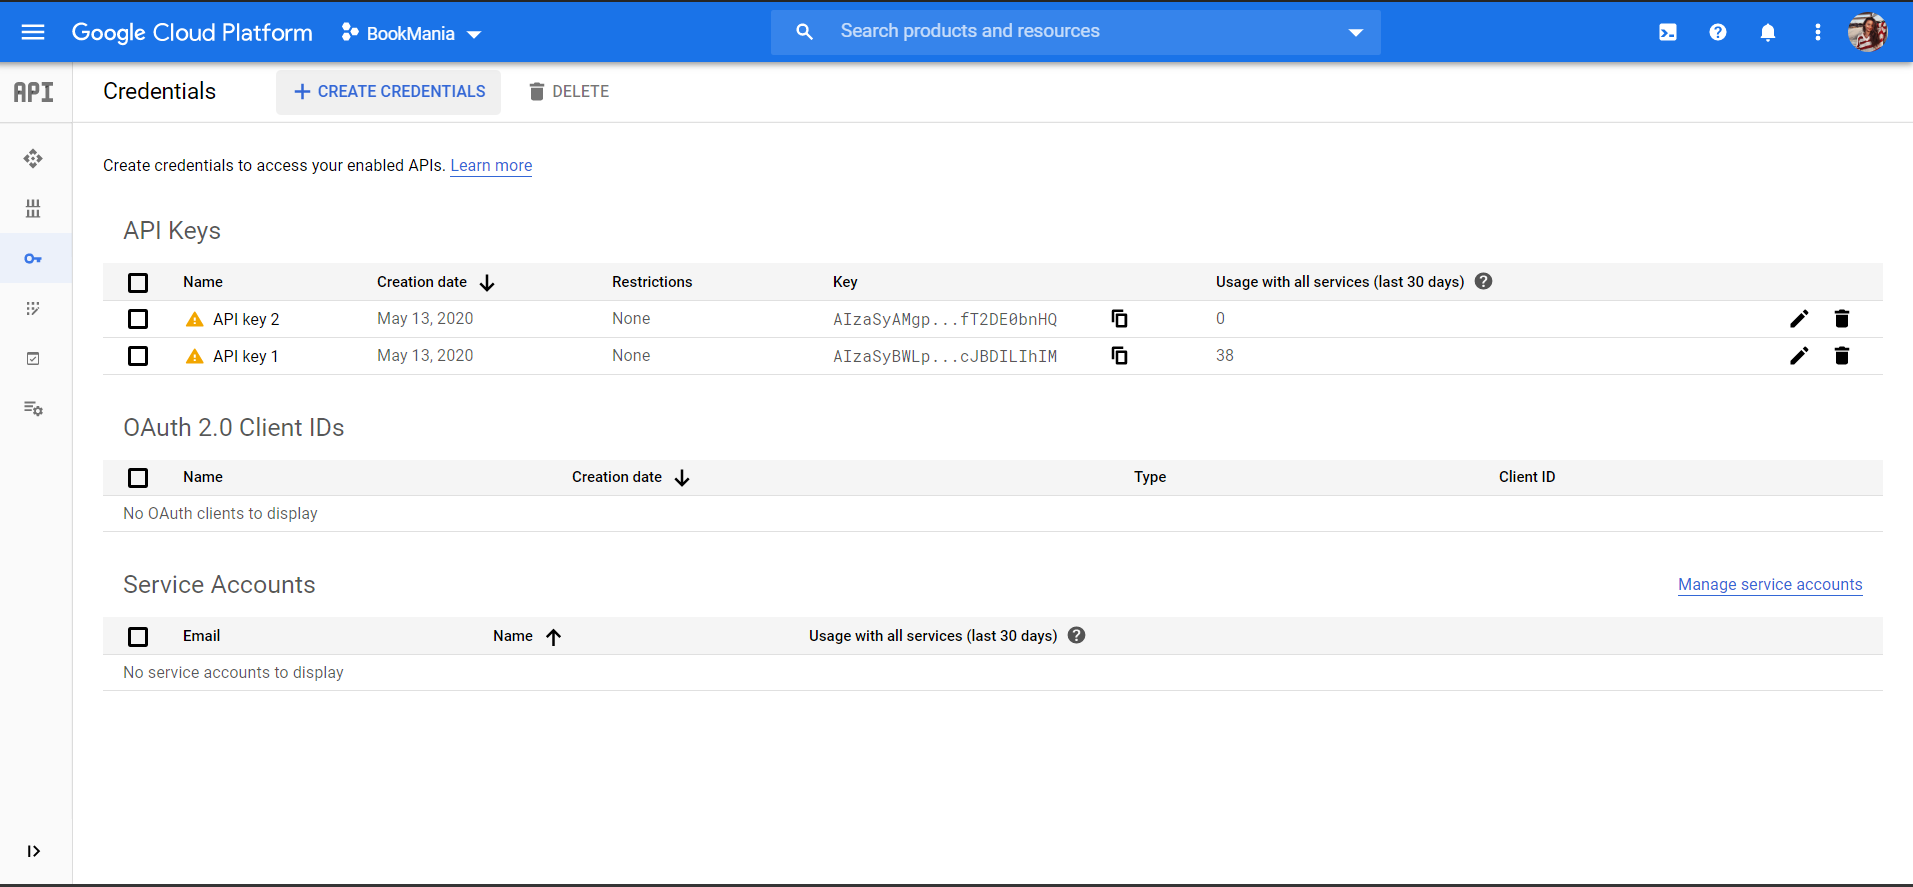 Google Cloud Platform BookMania Search products and resources
API Credentials CREATE CREDENTIALS DELETE
Create credentials to access your enabled APIs. Learn more
API Keys
Name Creation date Restrictions Key Usage with all services (last 30 days)
API key 2 May 13, 2020 None AIzaSyAMgp...fT2DE0bnHQ 0
API key 1 May 13, 2020 None AIzaSyBWLp...cJBDILIhIM 38
OAuth 2.0 Client IDs
Name Creation date Type Client ID
No OAuth clients to display
Service Accounts Manage service accounts
Email Name Usage with all services (last 30 days)
No service accounts to display